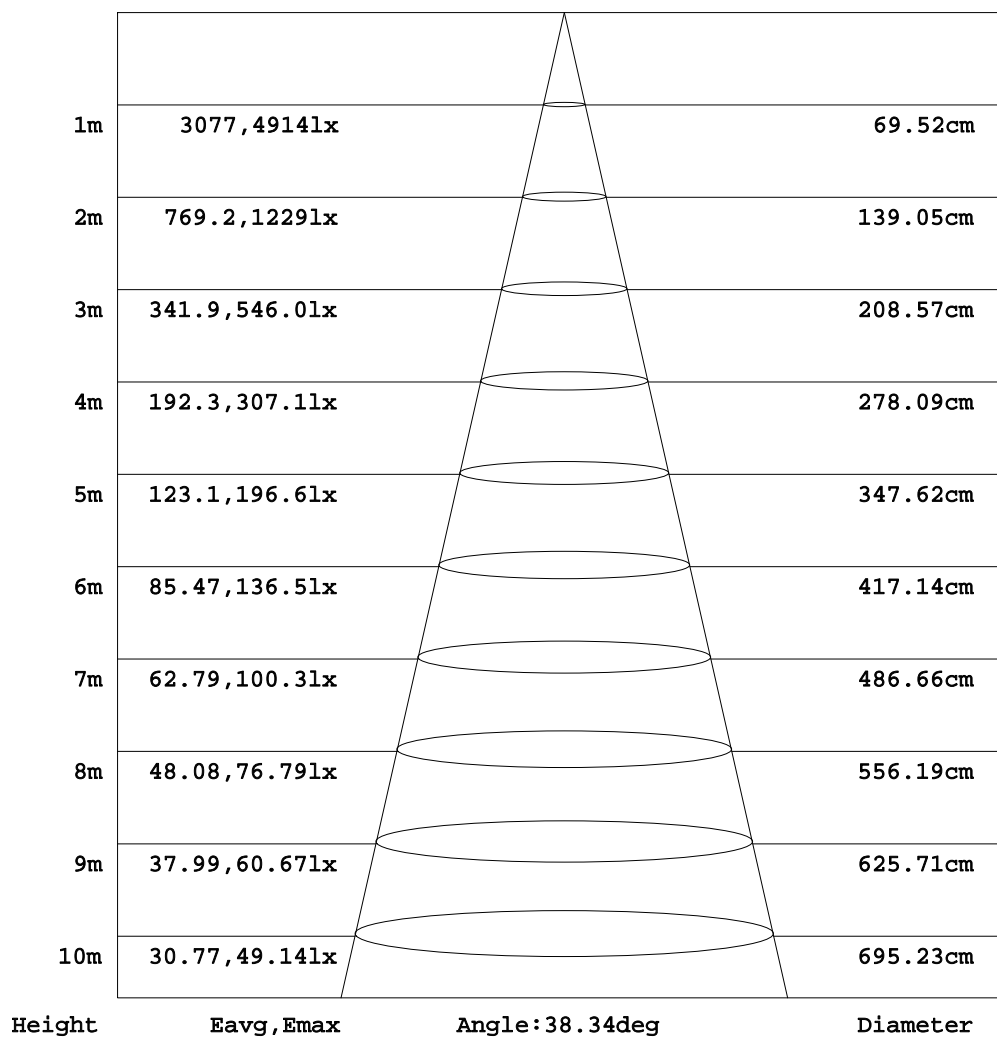 1m 3077,4914lx 69.52cm
2m 769.2,1229lx 139.05cm
3m 341.9,546.0lx 208.57cm
4m 192.3,307.1lx 278.09cm
5m 123.1,196.6lx 347.62cm
6m 85.47,136.5lx 417.14cm
7m 62.79,100.3lx 486.66cm
8m 48.08,76.79lx 556.19cm
9m 37.99,60.67lx 625.71cm
10m 30.77,49.14lx 695.23cm
Height Eavg,Emax Angle:38.34deg Diameter